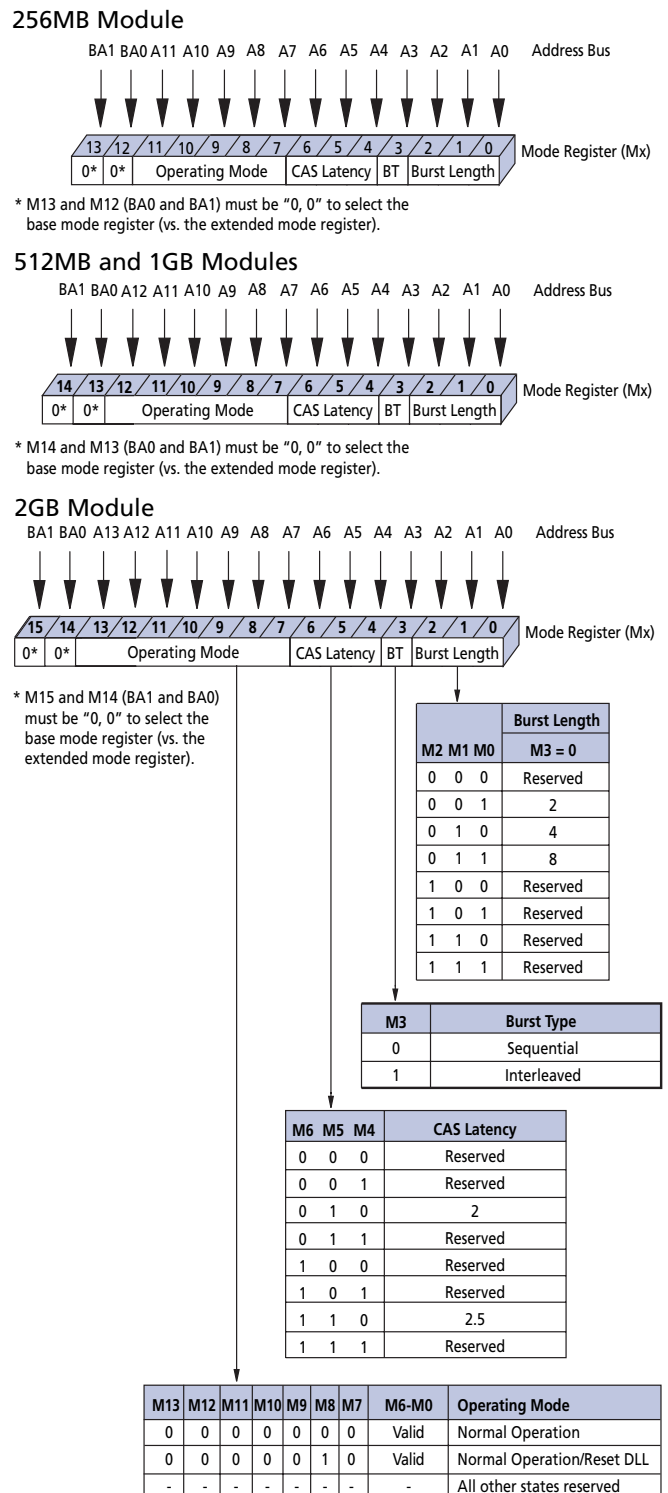 256MB Module
BA1 BA0 A11 A10 A9 A8 A7 A6 A5 A4 A3 A2 A1 A0 Address Bus
13 12 11 10 9 8 7 6 5 4 3 2 1 0 Mode Register (Mx)
0* 0* Operating Mode CAS Latency BT Burst Length
* M13 and M12 (BA0 and BA1) must be “0, 0” to select the
base mode register (vs. the extended mode register).
512MB and 1GB Modules
BA1 BA0 A12 A11 A10 A9 A8 A7 A6 A5 A4 A3 A2 A1 A0 Address Bus
14 13 12 11 10 9 8 7 6 5 4 3 2 1 0 Mode Register (Mx)
0* 0* Operating Mode CAS Latency BT Burst Length
* M14 and M13 (BA0 and BA1) must be “0, 0” to select the
base mode register (vs. the extended mode register).
2GB Module
BA1 BA0 A13 A12 A11 A10 A9 A8 A7 A6 A5 A4 A3 A2 A1 A0 Address Bus
15 14 13 12 11 10 9 8 7 6 5 4 3 2 1 0 Mode Register (Mx)
0* 0* Operating Mode CAS Latency BT Burst Length
* M15 and M14 (BA1 and BA0)
must be “0, 0” to select the
base mode register (vs. the
extended mode register).
Burst Length
M2 M1 M0 M3 = 0
0 0 0 Reserved
0 0 1 2
0 1 0 4
0 1 1 8
1 0 0 Reserved
1 0 1 Reserved
1 1 0 Reserved
1 1 1 Reserved
M3 Burst Type
0 Sequential
1 Interleaved
M6 M5 M4 CAS Latency
0 0 0 Reserved
0 0 1 Reserved
0 1 0 2
0 1 1 Reserved
1 0 0 Reserved
1 0 1 Reserved
1 1 0 2.5
1 1 1 Reserved
M13 M12 M11 M10 M9 M8 M7 M6-M0 Operating Mode
0 0 0 0 0 0 0 Valid Normal Operation
0 0 0 0 0 1 0 Valid Normal Operation/Reset DLL
- - - - - - - - All other states reserved